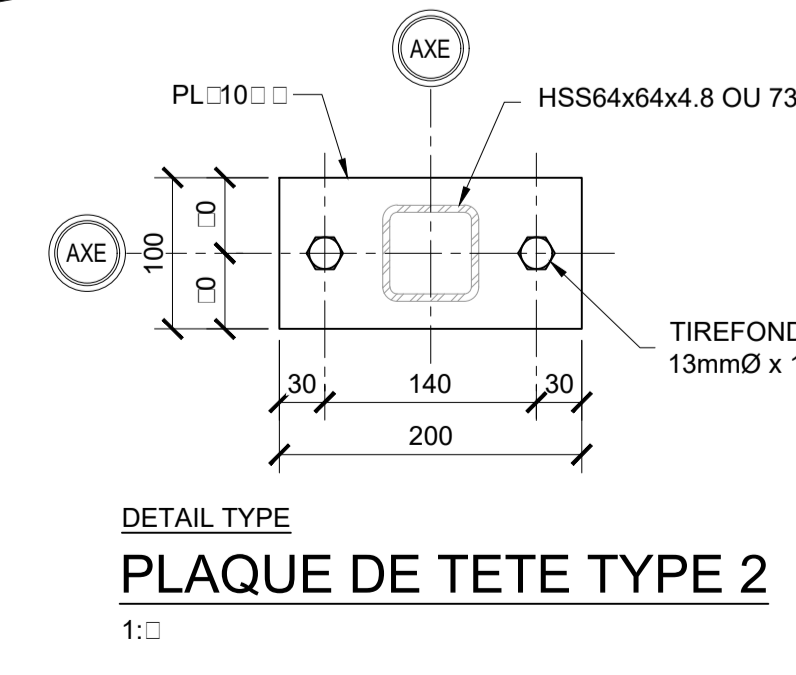 AXE
PL□10□ □
HSS64x64x4.8 OU 73
□0
AXE
100
□0
TIREFOND
13mmØ x 1
30
140
30
200
DETAIL TYPE
PLAQUE DE TETE TYPE 2
1:□